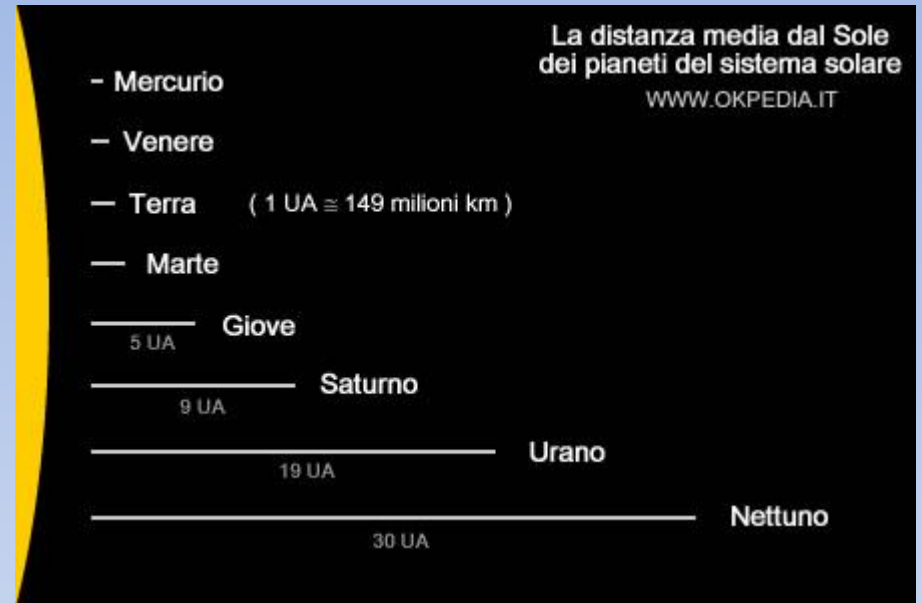 La distanza media dal Sole
dei pianeti del sistema solare
WWW.OKPEDIA.IT
- Mercurio
– Venere
— Terra ( 1 UA ≅ 149 milioni km )
— Marte
Giove
5 UA
Saturno
9 UA
Urano
19 UA
Nettuno
30 UA